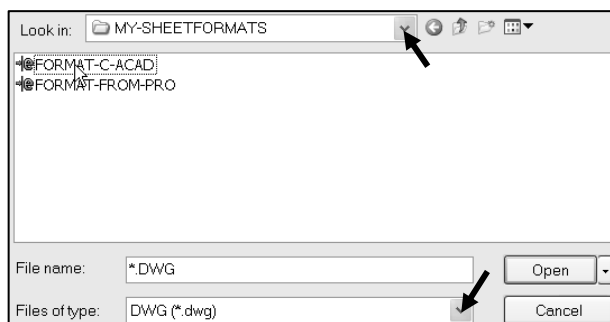 Look in: MY-SHEETFORMATS
FORMAT-C-ACAD
FORMAT-FROM-PRO
File name: *.DWG Open
Files of type: DWG (*.dwg) Cancel